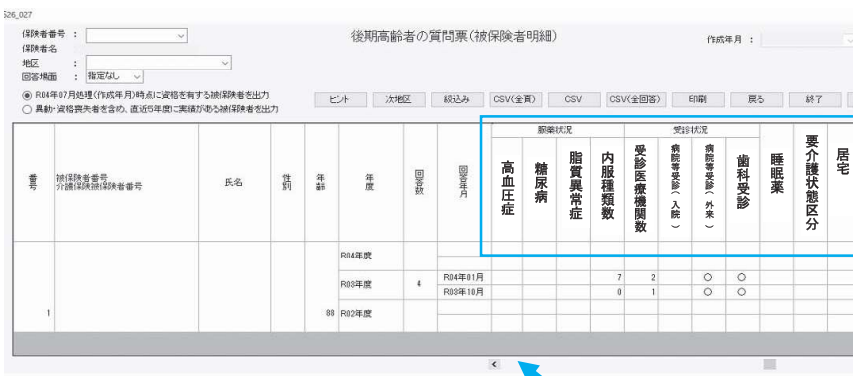 S26_027
後期高齢者の質問票(被保険者明細)
保険者番号 :
作成年月 :
保険者名
地区 :
回答場面 : 指定なし
R04年07月処理(作成年月)時点に資格を有する被保険者を出力
異動・資格喪失者を含め、直近5年度に実績がある被保険者を出力
ヒント 次地区 絞込み CSV(全頁) CSV CSV(全回答) 印刷 戻る 終了
服薬状況 受診状況
番号
被保険者番号
介護保険被保険者番号
氏名
性別
年齢
年度
回答数
回答年月
高血圧症
糖尿病
脂質異常症
内服種類数
受診医療機関数
病院等受診(入院)
病院等受診(外来)
歯科受診
睡眠薬
要介護状態区分
居宅
R04年度
R03年度 4 R04年01月 7 2 ○ ○
R03年10月 0 1 ○ ○
1 88 R02年度